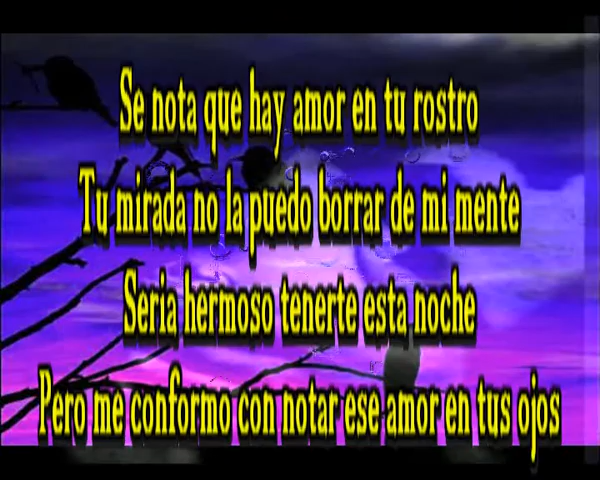 Se nota que hay amor en tu rostro
Tu mirada no la puedo borrar de mi mente
Seria hermoso tenerte esta noche
Pero me conformo con notar ese amor en tus ojos